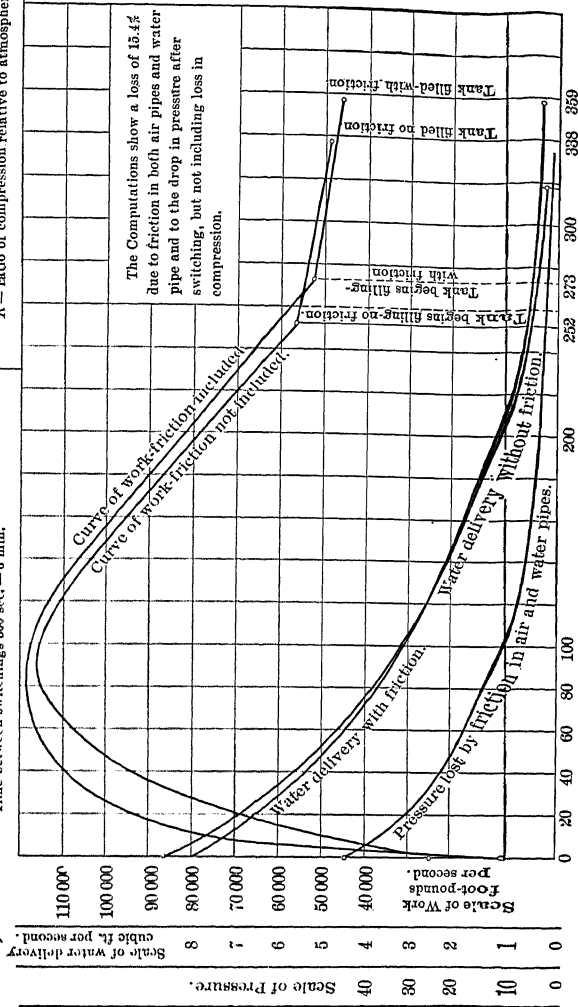 ratio of compression relative to
Time between switchings
The Computations show a loss of 15.4%
due to friction in both air pipes and water
pipe and to the drop in pressure after
switching, but not including loss in
compression.
Curve of work-friction included.
Curve of work-friction not included.
Tank filled-with friction
Tank filled no friction
Tank begins filling-
with friction
Tank begins filling-no friction.
Water delivery with friction.
Water delivery without friction.
Pressure lost by friction in air and water pipes.
110 000
100 000
90 000
80 000
70 000
60 000
50 000
40 000
Scale of Work
foot-pounds
per second.
Scale of water delivery
cubic ft. per second.
8
7
6
5
4
3
2
1
0
Scale of Pressure.
40
30
20
10
0
0 20 40 60 80 100 200 252 273 300 338 359